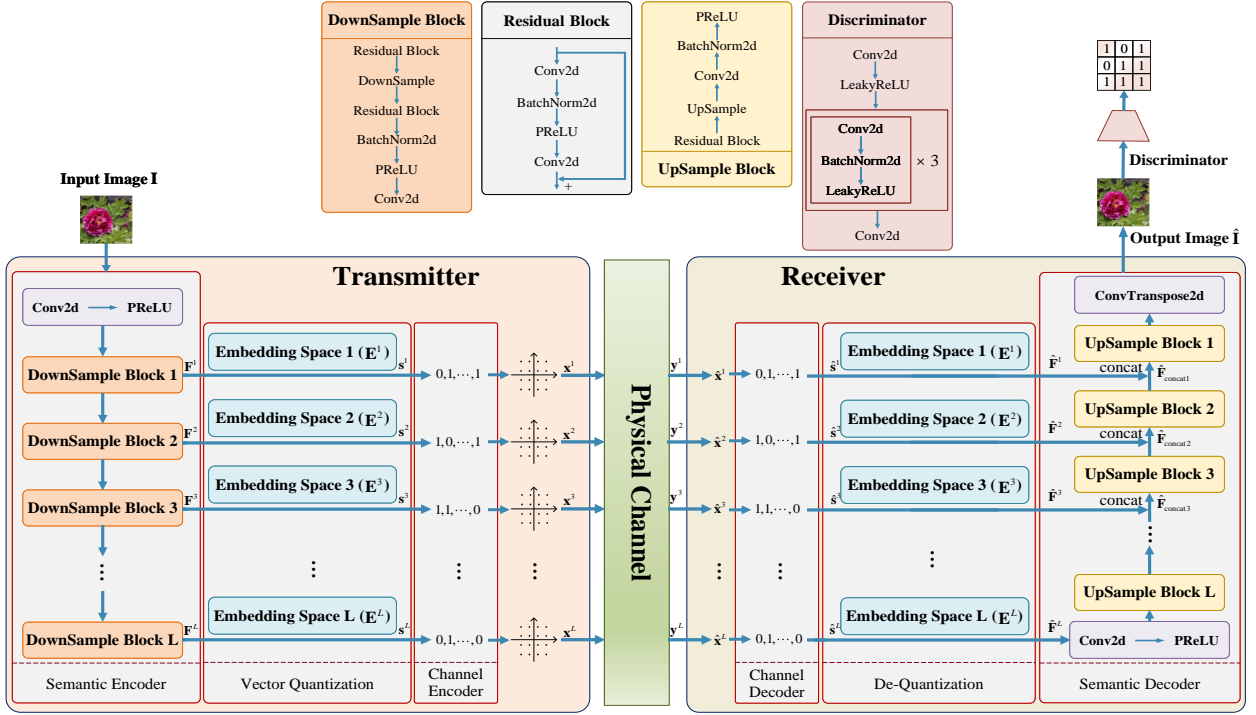 DownSample Block
Residual Block
DownSample
Residual Block
BatchNorm2d
PReLU
Conv2d
Residual Block
Conv2d
BatchNorm2d
PReLU
Conv2d
+
PReLU
BatchNorm2d
Conv2d
UpSample
Residual Block
UpSample Block
Discriminator
Conv2d
LeakyReLU
Conv2d
BatchNorm2d
LeakyReLU
× 3
Conv2d
1 0 1
0 1 1
1 1 1
Discriminator
Output Image Î
Input Image I
Transmitter
Conv2d PReLU
DownSample Block 1
DownSample Block 2
DownSample Block 3
⋮
DownSample Block L
Semantic Encoder
F¹
F²
F³
F^L
Embedding Space 1 (E¹)
Embedding Space 2 (E²)
Embedding Space 3 (E³)
⋮
Embedding Space L (E^L)
Vector Quantization
s¹
s²
s³
s^L
0,1,⋯,1
1,0,⋯,1
1,1,⋯,0
⋮
0,1,⋯,0
Channel
Encoder
x¹
x²
x³
⋮
x^L
Physical Channel
Receiver
y¹
y²
y³
y^L
x̂¹
x̂²
x̂³
⋮
x̂^L
0,1,⋯,1
1,0,⋯,1
1,1,⋯,0
⋮
0,1,⋯,0
Channel
Decoder
ŝ¹
ŝ²
ŝ³
ŝ^L
Embedding Space 1 (E¹)
Embedding Space 2 (E²)
Embedding Space 3 (E³)
⋮
Embedding Space L (E^L)
De-Quantization
F̂¹
F̂²
F̂³
F̂^L
ConvTranspose2d
UpSample Block 1
concat F̂concat1
UpSample Block 2
concat F̂concat2
UpSample Block 3
concat F̂concat3
⋯
UpSample Block L
Conv2d PReLU
Semantic Decoder